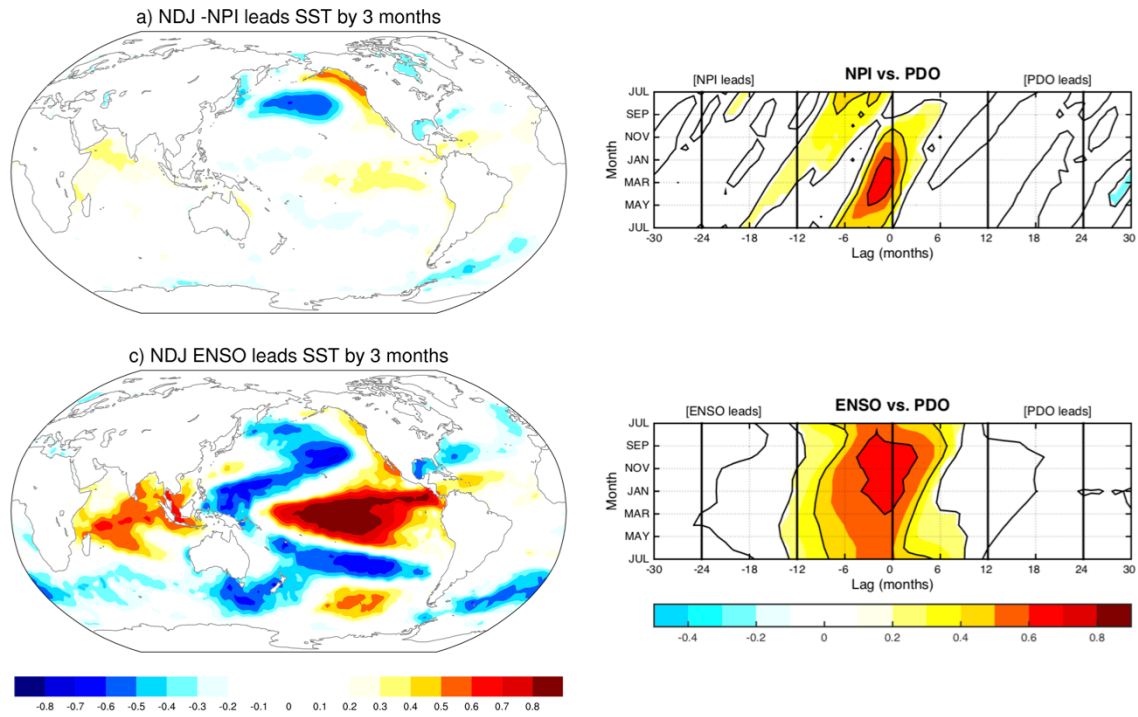 a) NDJ -NPI leads SST by 3 months
[NPI leads] NPI vs. PDO [PDO leads]
Month
JUL
SEP
NOV
JAN
MAR
MAY
JUL
-30 -24 -18 -12 -6 0 6 12 18 24 30
Lag (months)
c) NDJ ENSO leads SST by 3 months
[ENSO leads] ENSO vs. PDO [PDO leads]
Month
JUL
SEP
NOV
JAN
MAR
MAY
JUL
-30 -24 -18 -12 -6 0 6 12 18 24 30
Lag (months)
-0.4 -0.2 0 0.2 0.4 0.6 0.8
-0.8 -0.7 -0.6 -0.5 -0.4 -0.3 -0.2 0.1 0 0.1 0.2 0.3 0.4 0.5 0.6 0.7 0.8